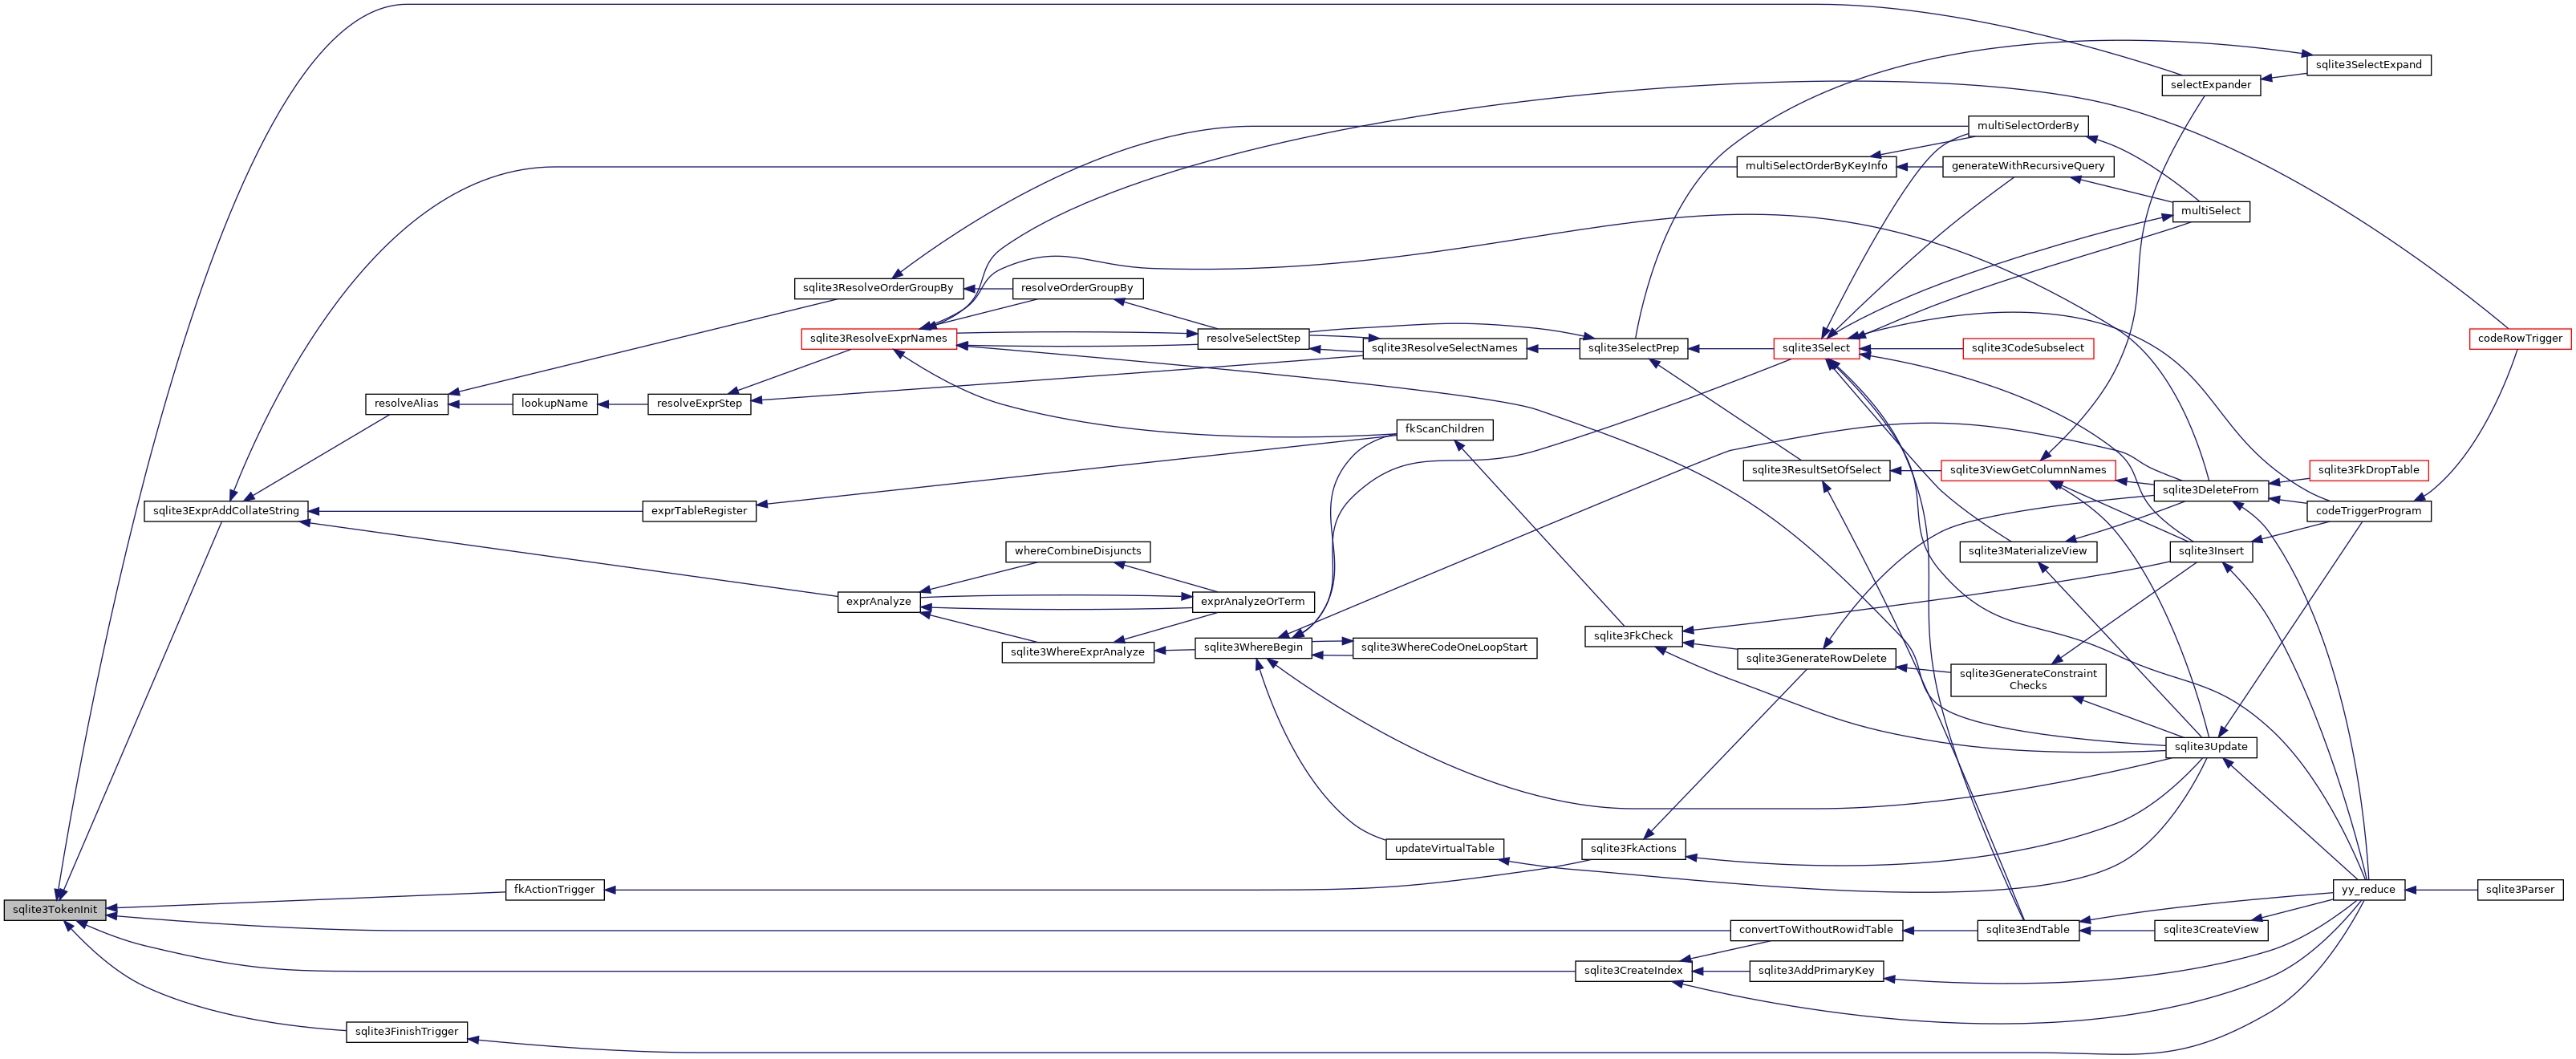 sqlite3SelectExpand
selectExpander
multiSelectOrderBy
multiSelectOrderByKeyInfo
generateWithRecursiveQuery
multiSelect
sqlite3ResolveOrderGroupBy
resolveOrderGroupBy
sqlite3ResolveExprNames
resolveSelectStep
sqlite3ResolveSelectNames
sqlite3SelectPrep
sqlite3Select
sqlite3CodeSubselect
codeRowTrigger
resolveAlias
lookupName
resolveExprStep
fkScanChildren
sqlite3ResultSetOfSelect
sqlite3ViewGetColumnNames
sqlite3DeleteFrom
sqlite3FkDropTable
sqlite3ExprAddCollateString
exprTableRegister
codeTriggerProgram
whereCombineDisjuncts
sqlite3MaterializeView
sqlite3Insert
exprAnalyze
exprAnalyzeOrTerm
sqlite3WhereExprAnalyze
sqlite3WhereBegin
sqlite3WhereCodeOneLoopStart
sqlite3FkCheck
sqlite3GenerateRowDelete
sqlite3GenerateConstraint
Checks
sqlite3Update
updateVirtualTable
sqlite3FkActions
fkActionTrigger
yy_reduce
sqlite3Parser
sqlite3TokenInit
convertToWithoutRowidTable
sqlite3EndTable
sqlite3CreateView
sqlite3CreateIndex
sqlite3AddPrimaryKey
sqlite3FinishTrigger